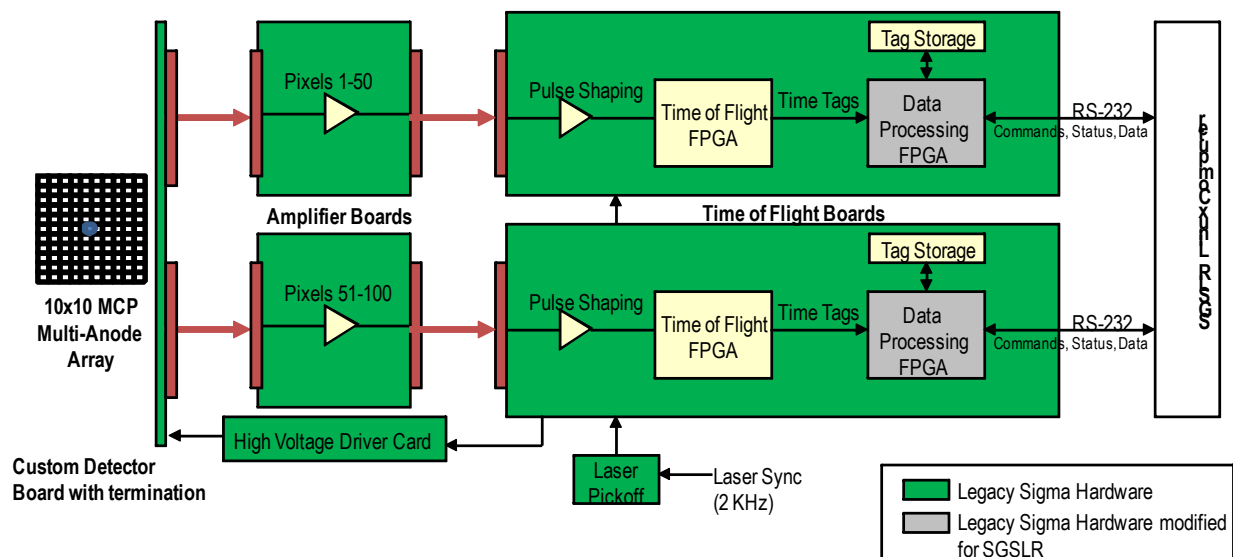 Tag Storage
Pixels 1-50
Pulse Shaping
Time of Flight
FPGA
Time Tags
Data
Processing
FPGA
RS-232
Commands, Status, Data
SGSLR Linux Computer
Amplifier Boards
Time of Flight Boards
10x10 MCP
Multi-Anode
Array
Tag Storage
Pixels 51-100
Pulse Shaping
Time of Flight
FPGA
Time Tags
Data
Processing
FPGA
RS-232
Commands, Status, Data
High Voltage Driver Card
Custom Detector
Board with termination
Laser
Pickoff
Laser Sync
(2 KHz)
Legacy Sigma Hardware
Legacy Sigma Hardware modified
for SGSLR